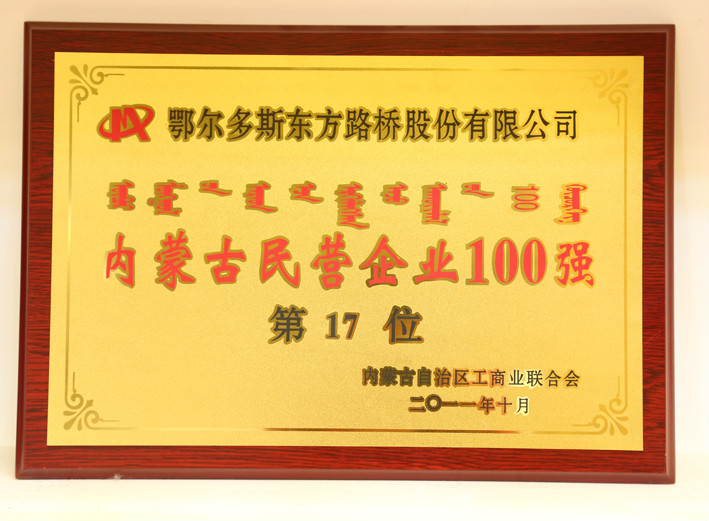 鄂尔多斯东方路桥股份有限公司
100
内蒙古民营企业100强
第17位
内蒙古自治区工商业联合会
二〇一一年十月